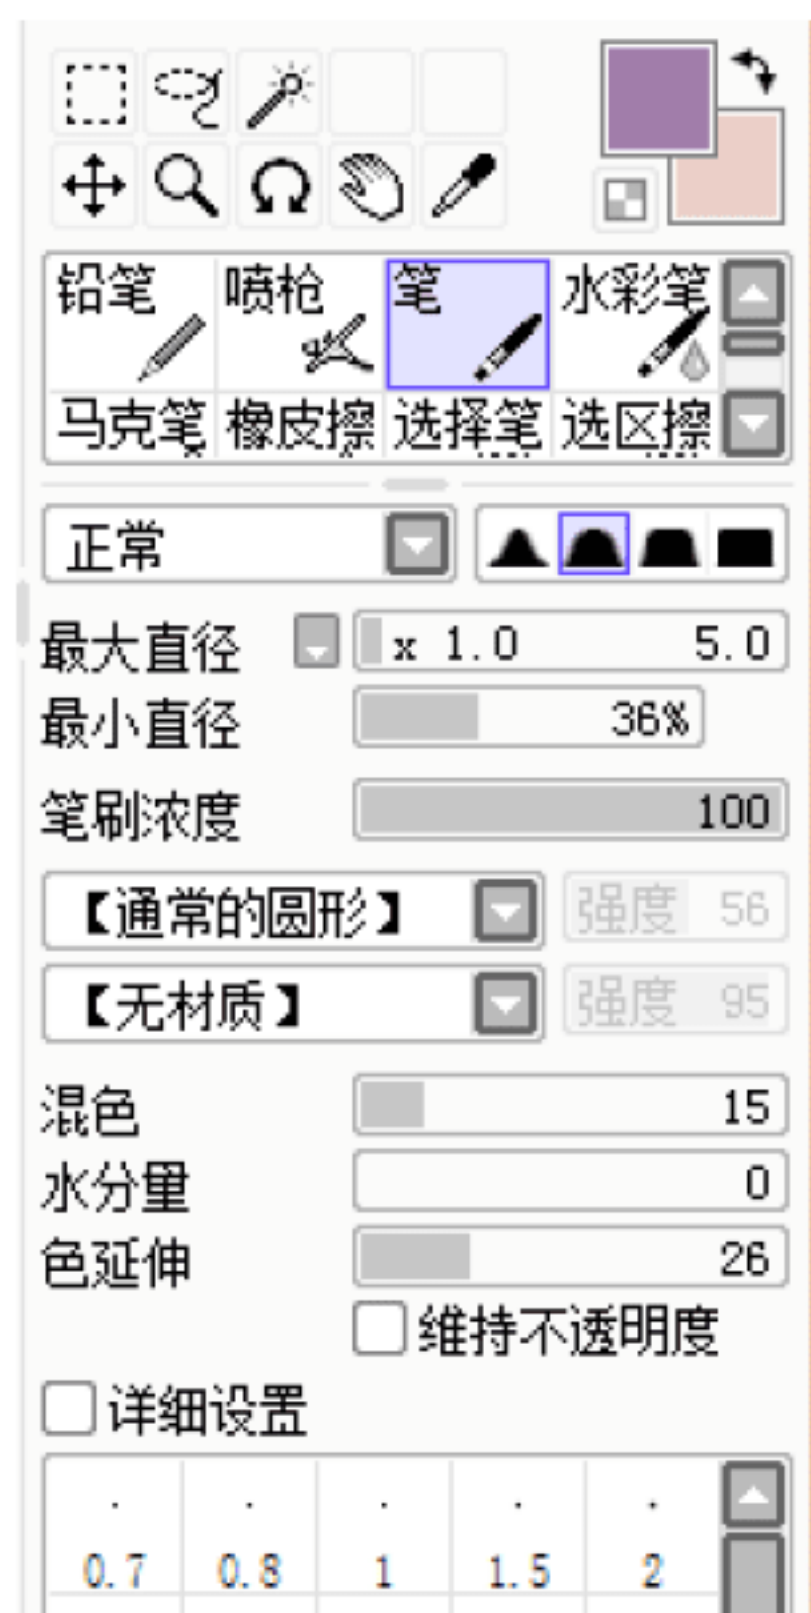 铅笔 喷枪 笔 水彩笔
马克笔 橡皮擦 选择笔 选区擦
正常
最大直径 x 1.0 5.0
最小直径 36%
笔刷浓度 100
【通常的圆形】 强度 56
【无材质】 强度 95
混色 15
水分量 0
色延伸 26
维持不透明度
详细设置
0.7 0.8 1 1.5 2